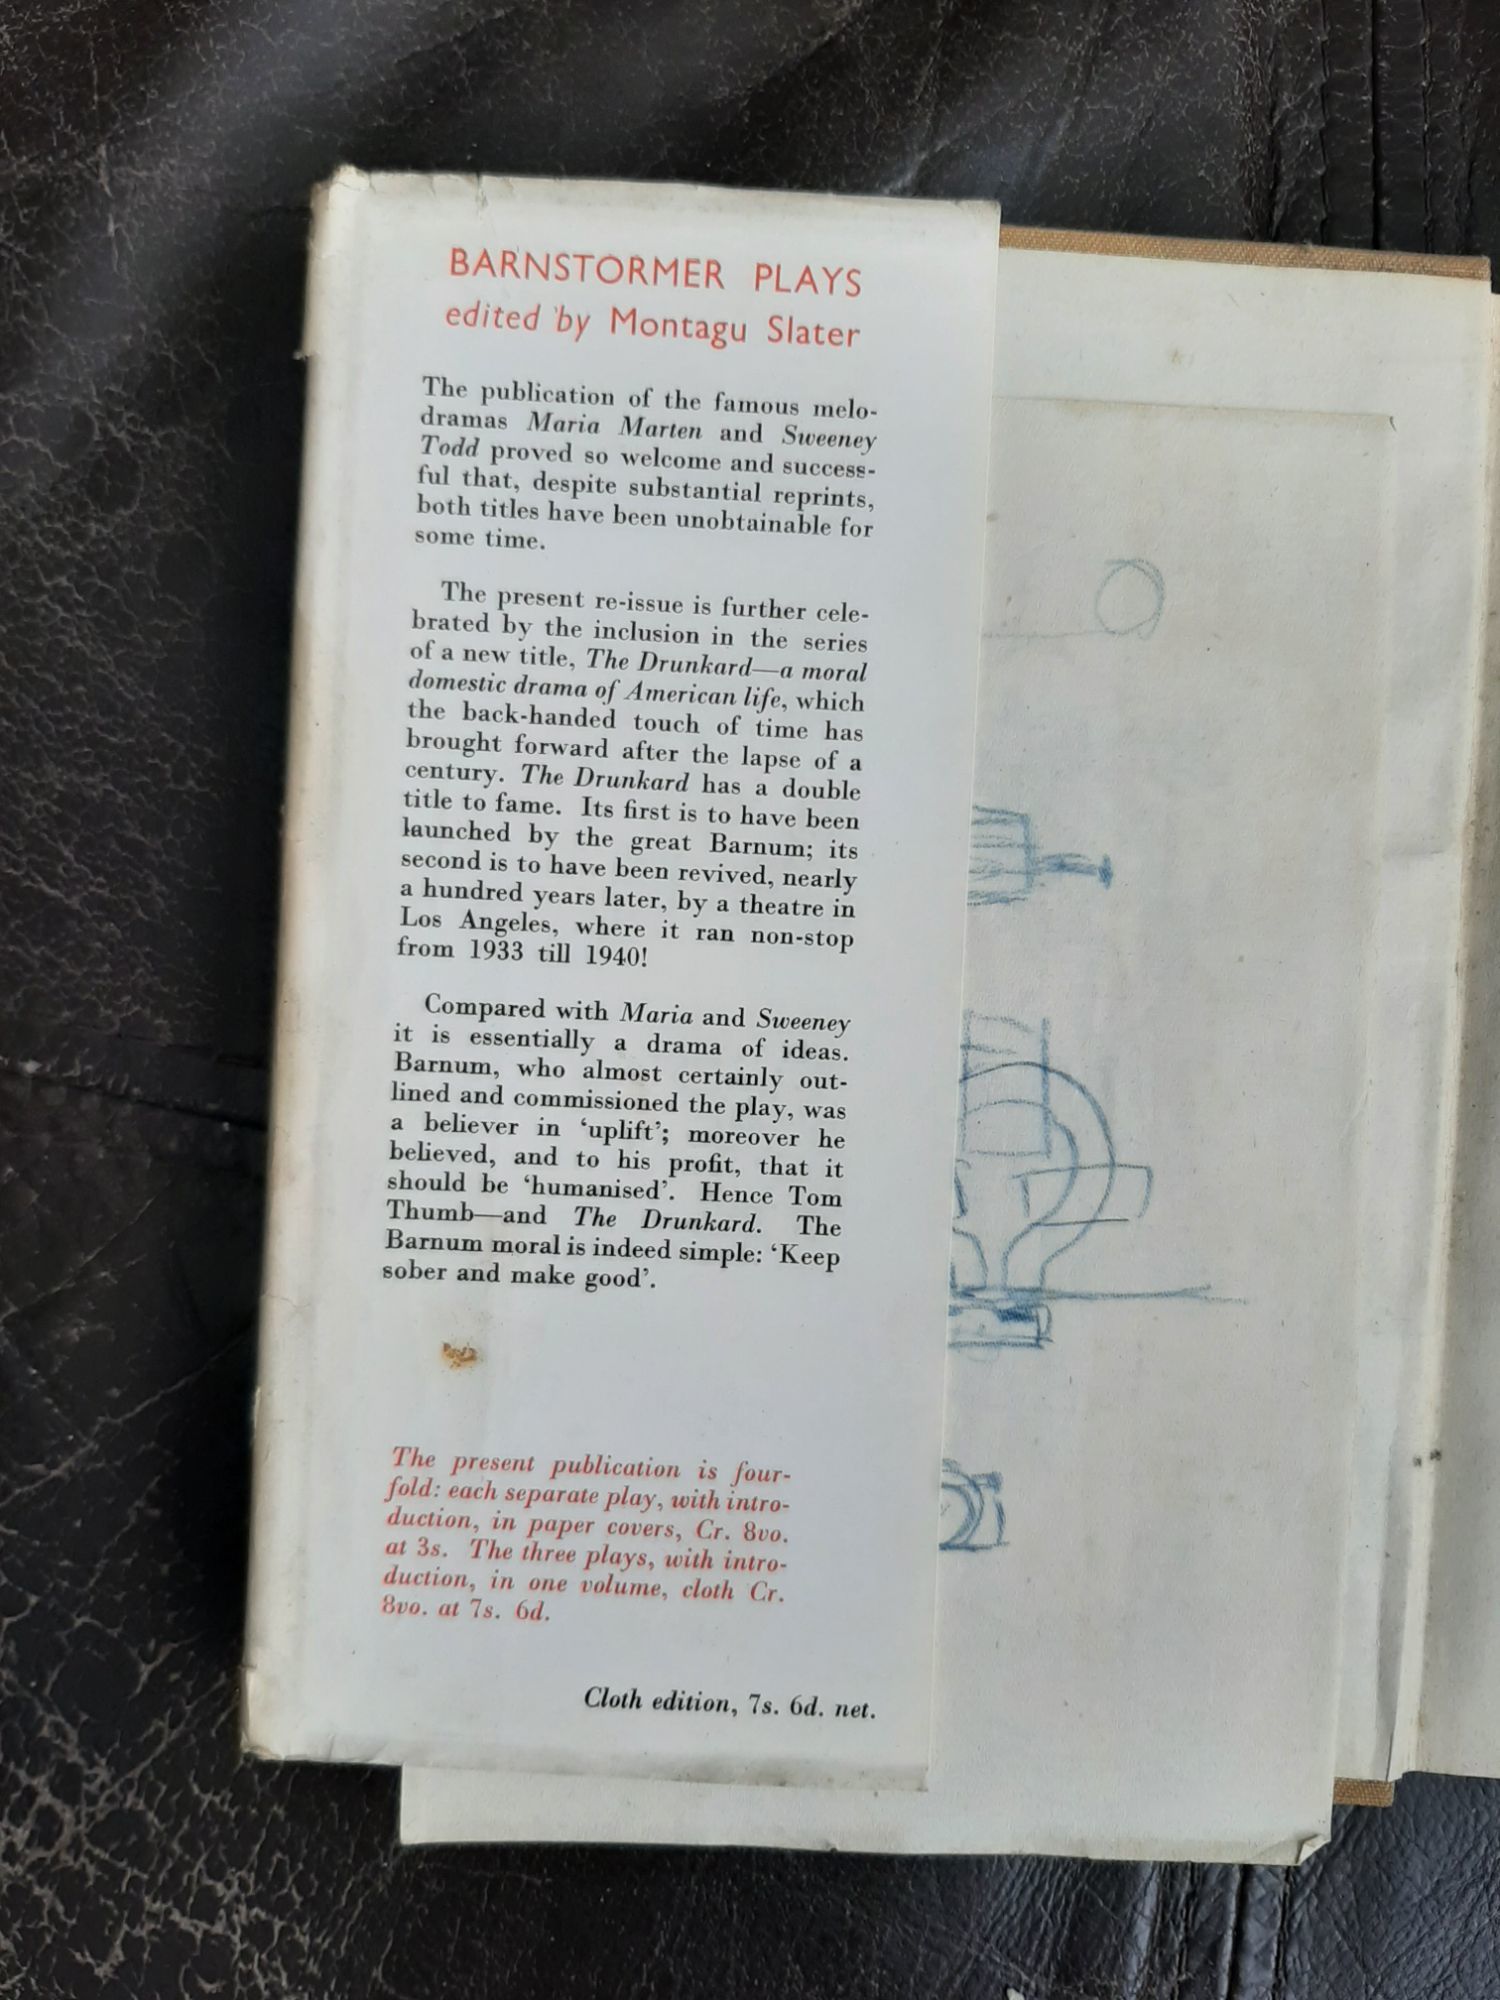 BARNSTORMER PLAYS
edited by Montagu Slater
The publication of the famous melo-
dramas Maria Marten and Sweeney
Todd proved so welcome and success-
ful that, despite substantial reprints,
both titles have been unobtainable for
some time.
The present re-issue is further cele-
brated by the inclusion in the series
of a new title, The Drunkard—a moral
domestic drama of American life, which
the back-handed touch of time has
brought forward after the lapse of a
century. The Drunkard has a double
title to fame. Its first is to have been
launched by the great Barnum; its
second is to have been revived, nearly
a hundred years later, by a theatre in
Los Angeles, where it ran non-stop
from 1933 till 1940!
Compared with Maria and Sweeney
it is essentially a drama of ideas.
Barnum, who almost certainly out-
lined and commissioned the play, was
a believer in ‘uplift’; moreover he
believed, and to his profit, that it
should be ‘humanised’. Hence Tom
Thumb—and The Drunkard. The
Barnum moral is indeed simple: ‘Keep
sober and make good’.
The present publication is four-
fold: each separate play, with intro-
duction, in paper covers, Cr. 8vo.
at 3s. The three plays, with intro-
duction, in one volume, cloth Cr.
8vo. at 7s. 6d.
Cloth edition, 7s. 6d. net.